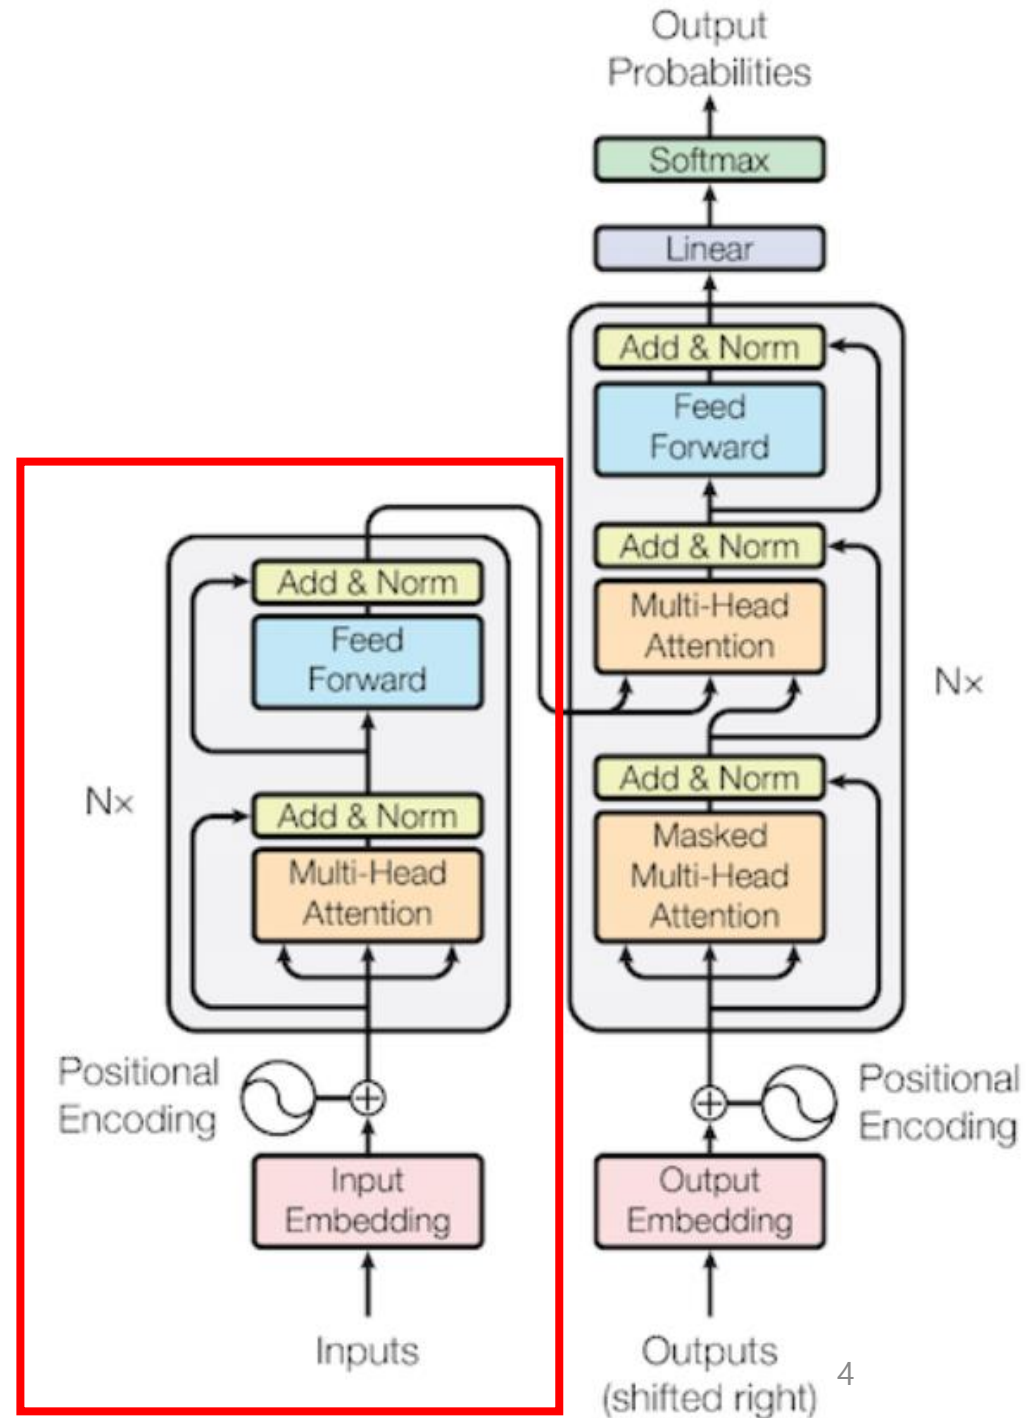 Output
Probabilities
Softmax
Linear
Add & Norm
Feed
Forward
Add & Norm
Multi-Head
Attention
Nx
Add & Norm
Masked
Multi-Head
Attention
Positional
Encoding
Output
Embedding
Outputs
(shifted right)
Add & Norm
Feed
Forward
Nx
Add & Norm
Multi-Head
Attention
Positional
Encoding
Input
Embedding
Inputs
4